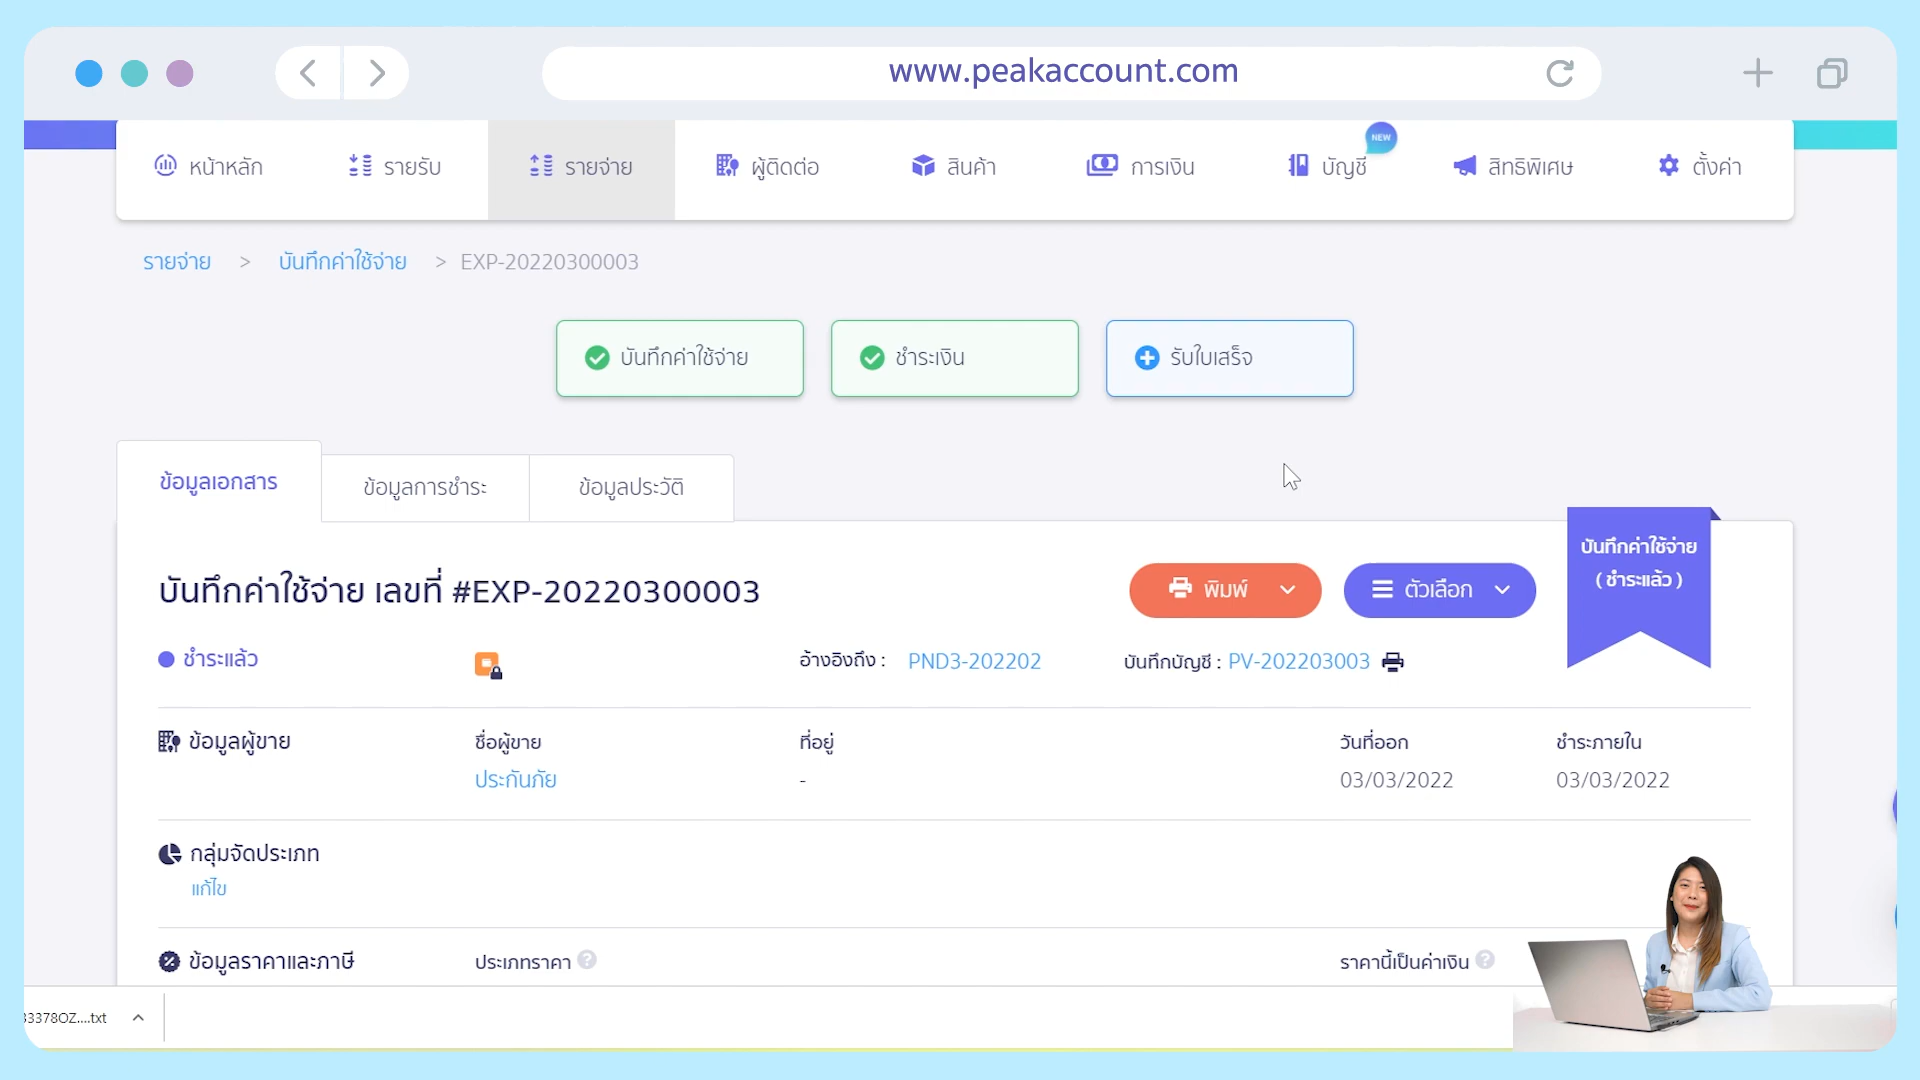 www.peakaccount.com
NEW
หน้าหลัก รายรับ รายจ่าย ผู้ติดต่อ สินค้า การเงิน บัญชี สิทธิพิเศษ ตั้งค่า
รายจ่าย > บันทึกค่าใช้จ่าย > EXP-20220300003
บันทึกค่าใช้จ่าย ชำระเงิน รับใบเสร็จ
ข้อมูลเอกสาร ข้อมูลการชำระ ข้อมูลประวัติ
บันทึกค่าใช้จ่าย
(ชำระแล้ว)
บันทึกค่าใช้จ่าย เลขที่ #EXP-20220300003 พิมพ์ ตัวเลือก
ชำระแล้ว อ้างอิงถึง : PND3-202202 บันทึกบัญชี : PV-202203003
ข้อมูลผู้ขาย ชื่อผู้ขาย ที่อยู่ วันที่ออก ชำระภายใน
ประกันภัย - 03/03/2022 03/03/2022
กลุ่มจัดประเภท
แก้ไข
ข้อมูลราคาและภาษี ประเภทราคา ? ราคานี้เป็นค่าเงิน ?
33378OZ....txt